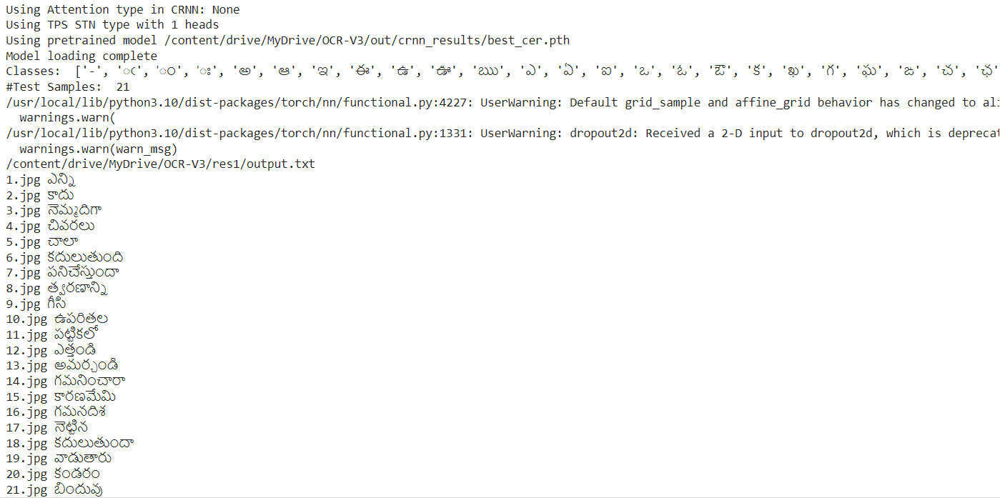 Using Attention type in CRNN: None
Using TPS STN type with 1 heads
Using pretrained model /content/drive/MyDrive/OCR-V3/out/crnn_results/best_cer.pth
Model loading complete
Classes:  ['-', 'ఁ', 'ం', 'ః', 'అ', 'ఆ', 'ఇ', 'ఈ', 'ఉ', 'ఊ', 'ఋ', 'ఎ', 'ఏ', 'ఐ', 'ఒ', 'ఓ', 'ఔ', 'క', 'ఖ', 'గ', 'ఘ', 'ఙ', 'చ', 'ఛ'
#Test Samples:  21
/usr/local/lib/python3.10/dist-packages/torch/nn/functional.py:4227: UserWarning: Default grid_sample and affine_grid behavior has changed to ali
  warnings.warn(
/usr/local/lib/python3.10/dist-packages/torch/nn/functional.py:1331: UserWarning: dropout2d: Received a 2-D input to dropout2d, which is deprecat
  warnings.warn(warn_msg)
/content/drive/MyDrive/OCR-V3/res1/output.txt
1.jpg ఎన్ని
2.jpg కాదు
3.jpg నెమ్మదిగా
4.jpg చివరలు
5.jpg చాలా
6.jpg కదులుతుంది
7.jpg పనిచేస్తుందా
8.jpg త్వరణాన్ని
9.jpg గీసి
10.jpg ఉపరితల
11.jpg పట్టికలో
12.jpg ఎత్తండి
13.jpg అమర్చండి
14.jpg గమనించారా
15.jpg కారణమేమి
16.jpg గమనదిశ
17.jpg నెట్టిన
18.jpg కదులుతుందా
19.jpg వాడుతారు
20.jpg కండరం
21.jpg బిందువు